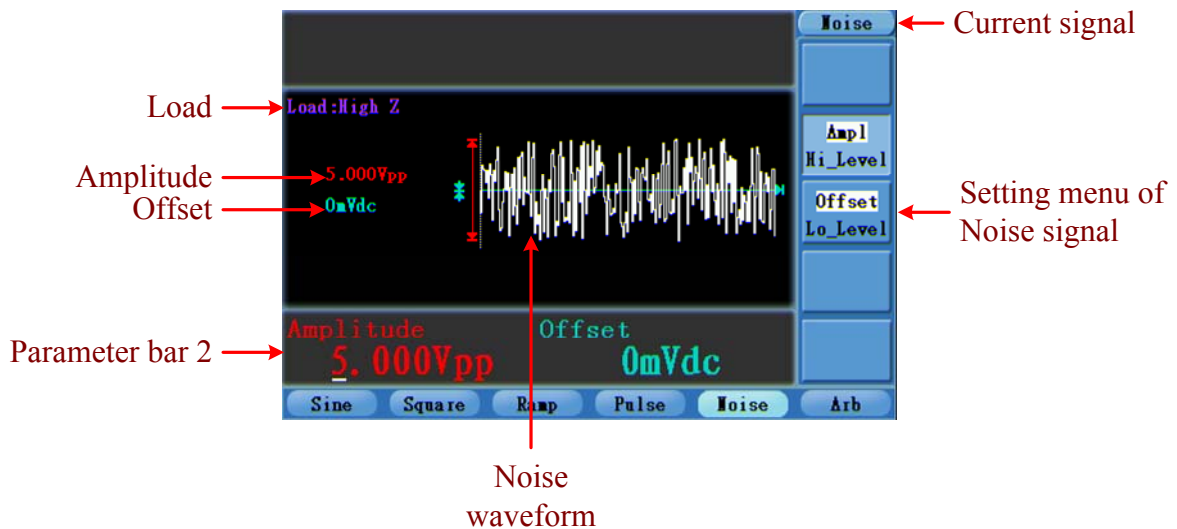 Noise
Current signal
Load
Load:High Z
Ampl
Hi_Level
Amplitude
5.000Vpp
Offset
0mVdc
Offset
Lo_Level
Setting menu of
Noise signal
Amplitude
Offset
Parameter bar 2
5.000Vpp
0mVdc
Sine
Square
Ramp
Pulse
Noise
Arb
Noise
waveform